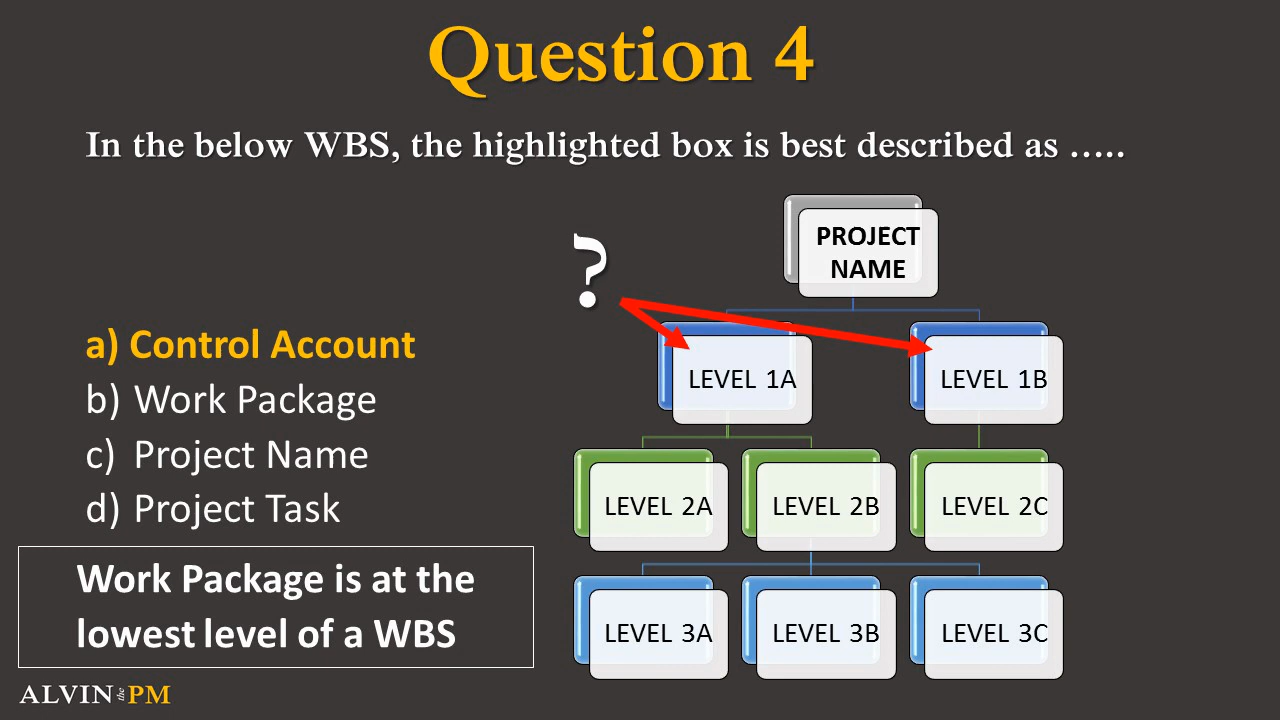 Question 4
In the below WBS, the highlighted box is best described as …..
?
PROJECT
NAME
a) Control Account
b) Work Package
c) Project Name
d) Project Task
LEVEL 1A
LEVEL 1B
LEVEL 2A
LEVEL 2B
LEVEL 2C
LEVEL 3A
LEVEL 3B
LEVEL 3C
Work Package is at the
lowest level of a WBS
ALVIN the PM